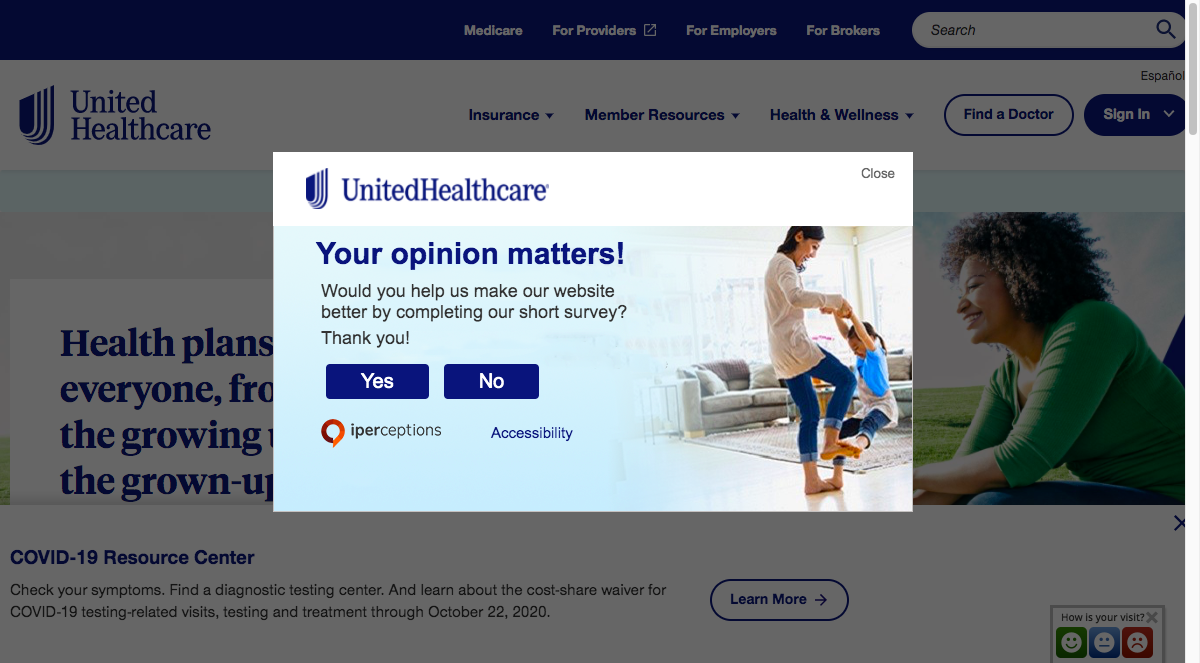 Medicare
For Providers
For Employers
For Brokers
Search
Español
United
Healthcare
Insurance
Member Resources
Health & Wellness
Find a Doctor
Sign In
UnitedHealthcare
Close
Your opinion matters!
Would you help us make our website
better by completing our short survey?
Thank you!
Yes
No
iperceptions
Accessibility
Health plans
everyone, fro
the growing
the grown-up
COVID-19 Resource Center
Check your symptoms. Find a diagnostic testing center. And learn about the cost-share waiver for
COVID-19 testing-related visits, testing and treatment through October 22, 2020.
Learn More
How is your visit?